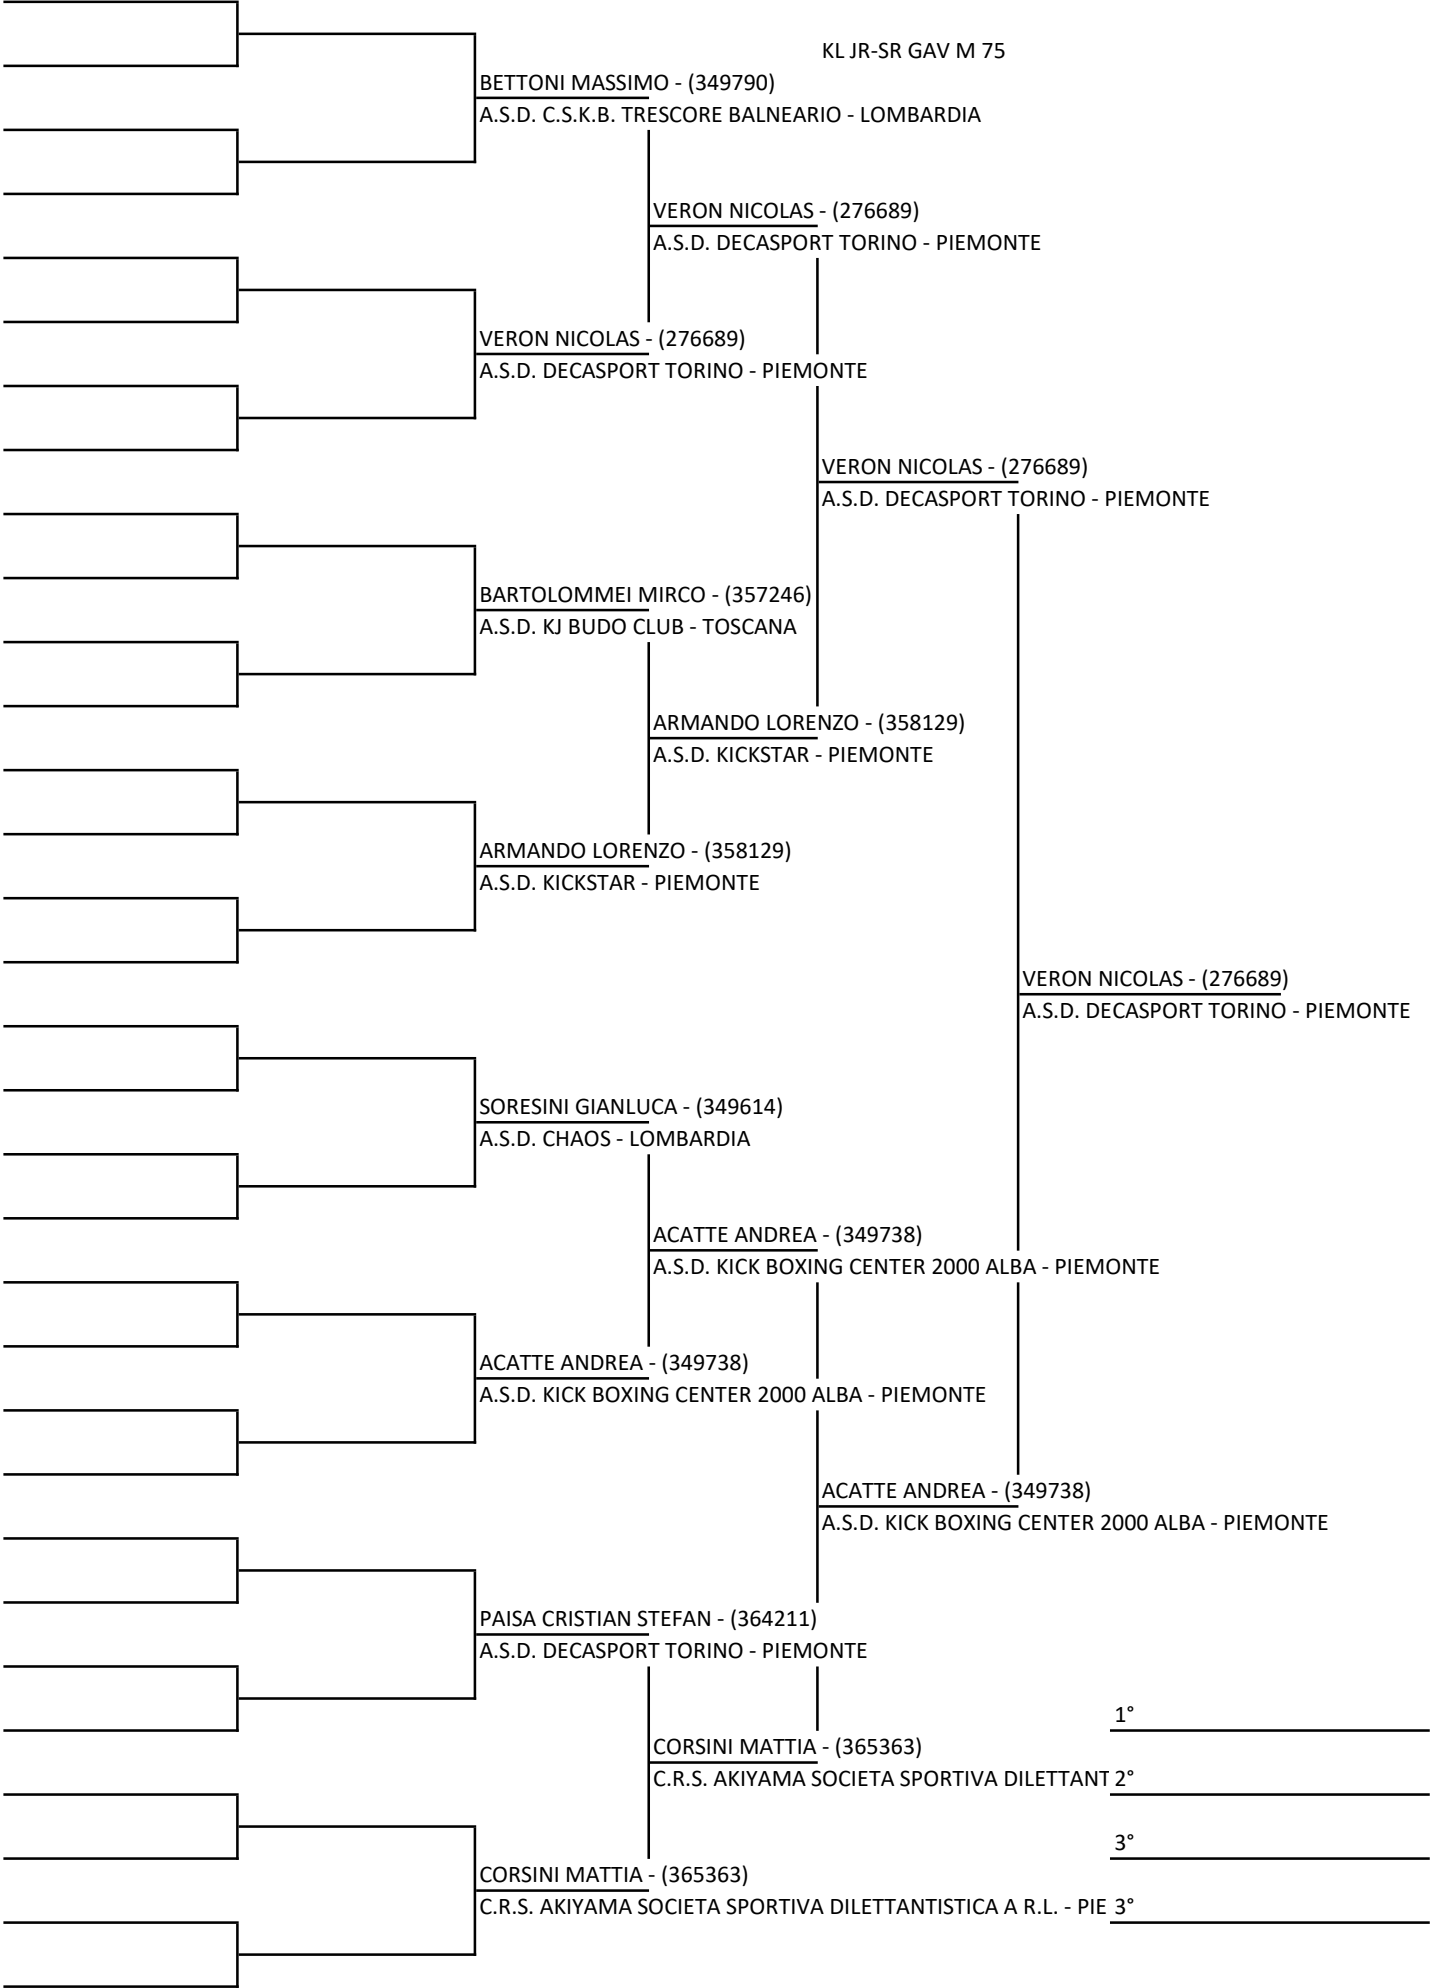 KL JR-SR GAV M 75
BETTONI MASSIMO - (349790)
A.S.D. C.S.K.B. TRESCORE BALNEARIO - LOMBARDIA
VERON NICOLAS - (276689)
A.S.D. DECASPORT TORINO - PIEMONTE
VERON NICOLAS - (276689)
A.S.D. DECASPORT TORINO - PIEMONTE
VERON NICOLAS - (276689)
A.S.D. DECASPORT TORINO - PIEMONTE
BARTOLOMMEI MIRCO - (357246)
A.S.D. KJ BUDO CLUB - TOSCANA
ARMANDO LORENZO - (358129)
A.S.D. KICKSTAR - PIEMONTE
ARMANDO LORENZO - (358129)
A.S.D. KICKSTAR - PIEMONTE
VERON NICOLAS - (276689)
A.S.D. DECASPORT TORINO - PIEMONTE
SORESINI GIANLUCA - (349614)
A.S.D. CHAOS - LOMBARDIA
ACATTE ANDREA - (349738)
A.S.D. KICK BOXING CENTER 2000 ALBA - PIEMONTE
ACATTE ANDREA - (349738)
A.S.D. KICK BOXING CENTER 2000 ALBA - PIEMONTE
ACATTE ANDREA - (349738)
A.S.D. KICK BOXING CENTER 2000 ALBA - PIEMONTE
PAISA CRISTIAN STEFAN - (364211)
A.S.D. DECASPORT TORINO - PIEMONTE
1°
CORSINI MATTIA - (365363)
C.R.S. AKIYAMA SOCIETA SPORTIVA DILETTANT 2°
3°
CORSINI MATTIA - (365363)
C.R.S. AKIYAMA SOCIETA SPORTIVA DILETTANTISTICA A R.L. - PIE 3°